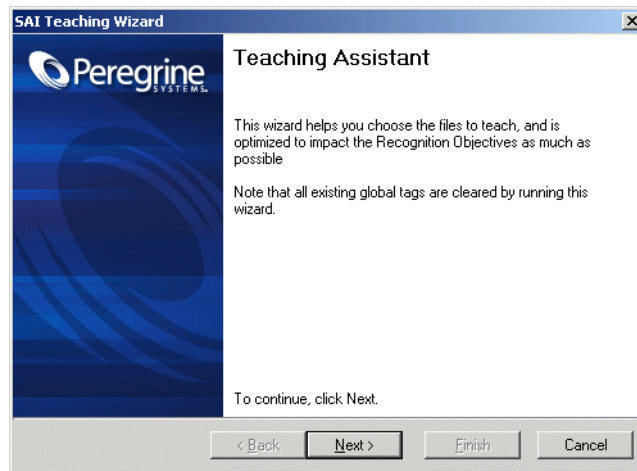 SAI Teaching Wizard
Peregrine
SYSTEMS.
Teaching Assistant
This wizard helps you choose the files to teach, and is
optimized to impact the Recognition Objectives as much as
possible
Note that all existing global tags are cleared by running this
wizard.
To continue, click Next.
< Back
Next >
Finish
Cancel